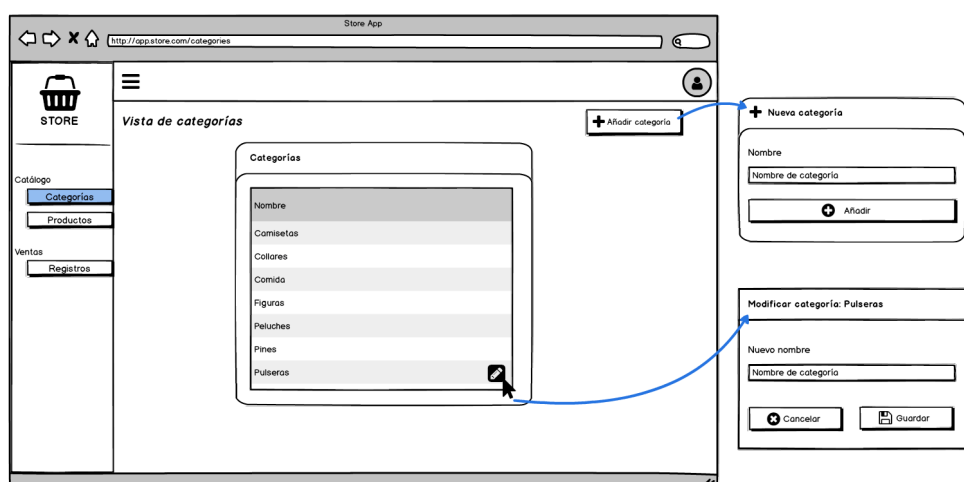 Store App
http://app.store.com/categories
STORE
Vista de categorías
Añadir categoría
Catálogo
Categorías
Productos
Ventas
Registros
Categorías
Nombre
Camisetas
Collares
Comida
Figuras
Peluches
Pines
Pulseras
Nueva categoría
Nombre
Nombre de categoría
Añadir
Modificar categoría: Pulseras
Nuevo nombre
Nombre de categoría
Cancelar
Guardar